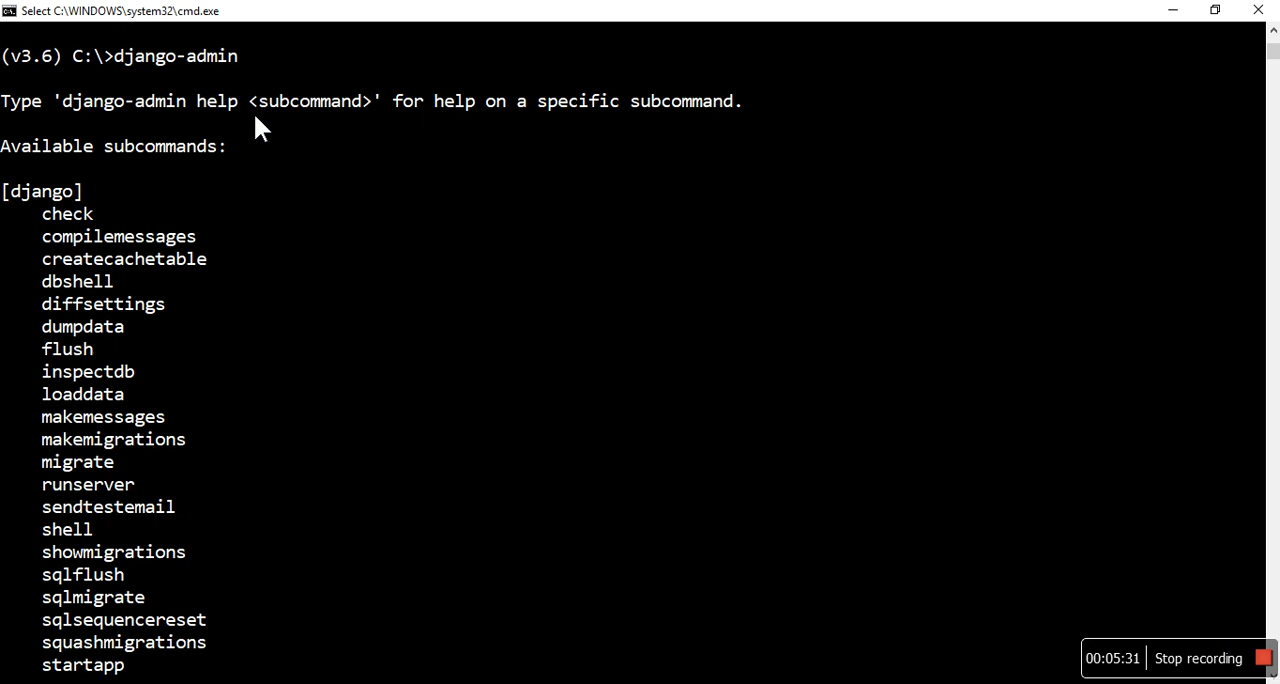 Select C:\WINDOWS\system32\cmd.exe
(v3.6) C:\>django-admin
Type 'django-admin help <subcommand>' for help on a specific subcommand.
Available subcommands:
[django]
check
compilemessages
createcachetable
dbshell
diffsettings
dumpdata
flush
inspectdb
loaddata
makemessages
makemigrations
migrate
runserver
sendtestemail
shell
showmigrations
sqlflush
sqlmigrate
sqlsequencereset
squashmigrations
startapp
00:05:31 Stop recording